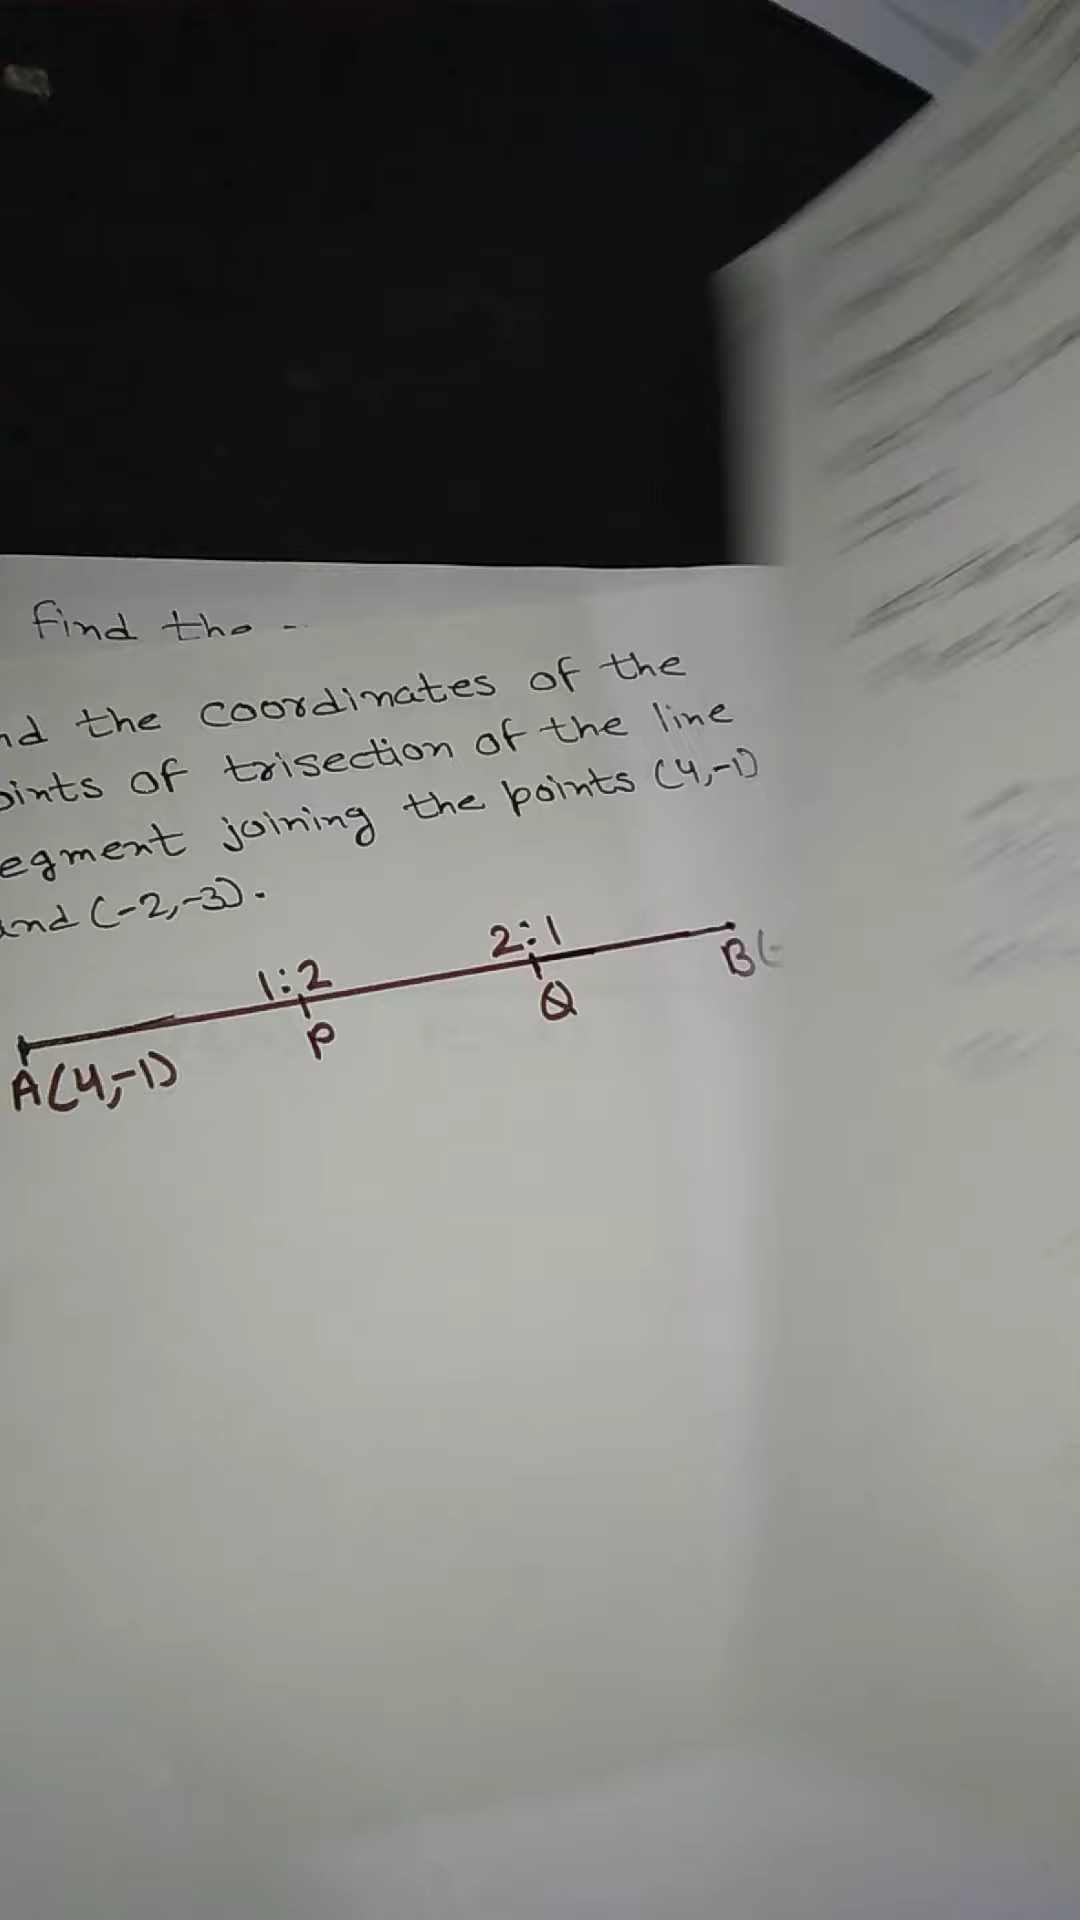 find the -..
nd the coordinates of the
oints of trisection of the line
egment joining the points (4,-1)
and (-2,-3).
1:2 2:1
P Q B(-
A(4,-1)